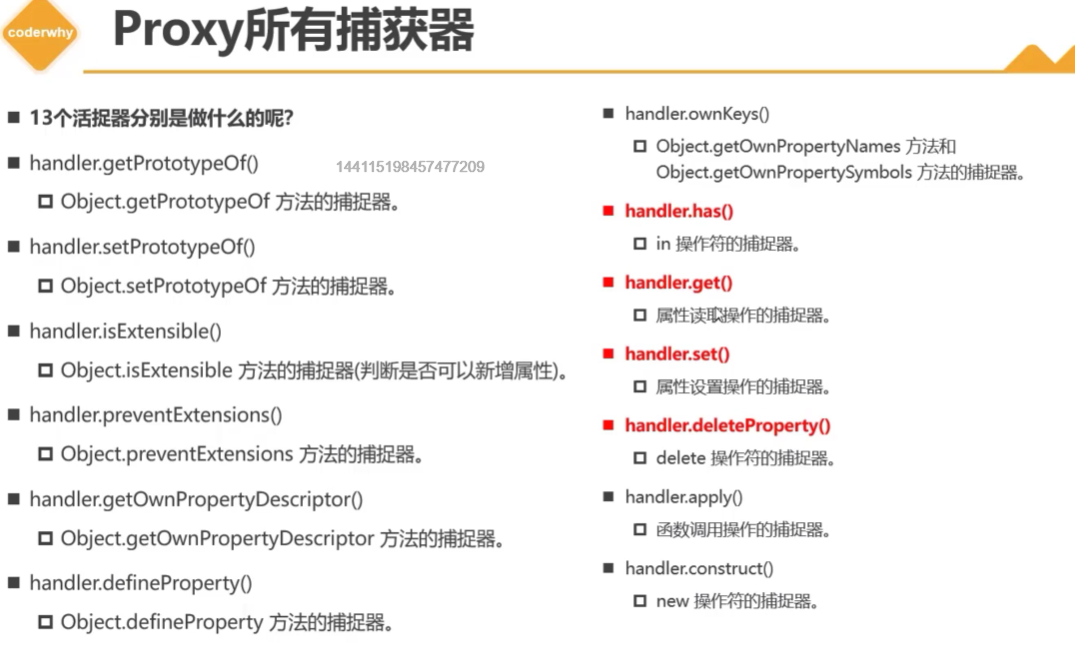 coderwhy
Proxy所有捕获器
13个活捉器分别是做什么的呢?
handler.getPrototypeOf()
144115198457477209
Object.getPrototypeOf 方法的捕捉器。
handler.setPrototypeOf()
Object.setPrototypeOf 方法的捕捉器。
handler.isExtensible()
Object.isExtensible 方法的捕捉器(判断是否可以新增属性)。
handler.preventExtensions()
Object.preventExtensions 方法的捕捉器。
handler.getOwnPropertyDescriptor()
Object.getOwnPropertyDescriptor 方法的捕捉器。
handler.defineProperty()
Object.defineProperty 方法的捕捉器。
handler.ownKeys()
Object.getOwnPropertyNames 方法和
Object.getOwnPropertySymbols 方法的捕捉器。
handler.has()
in 操作符的捕捉器。
handler.get()
属性读取操作的捕捉器。
handler.set()
属性设置操作的捕捉器。
handler.deleteProperty()
delete 操作符的捕捉器。
handler.apply()
函数调用操作的捕捉器。
handler.construct()
new 操作符的捕捉器。